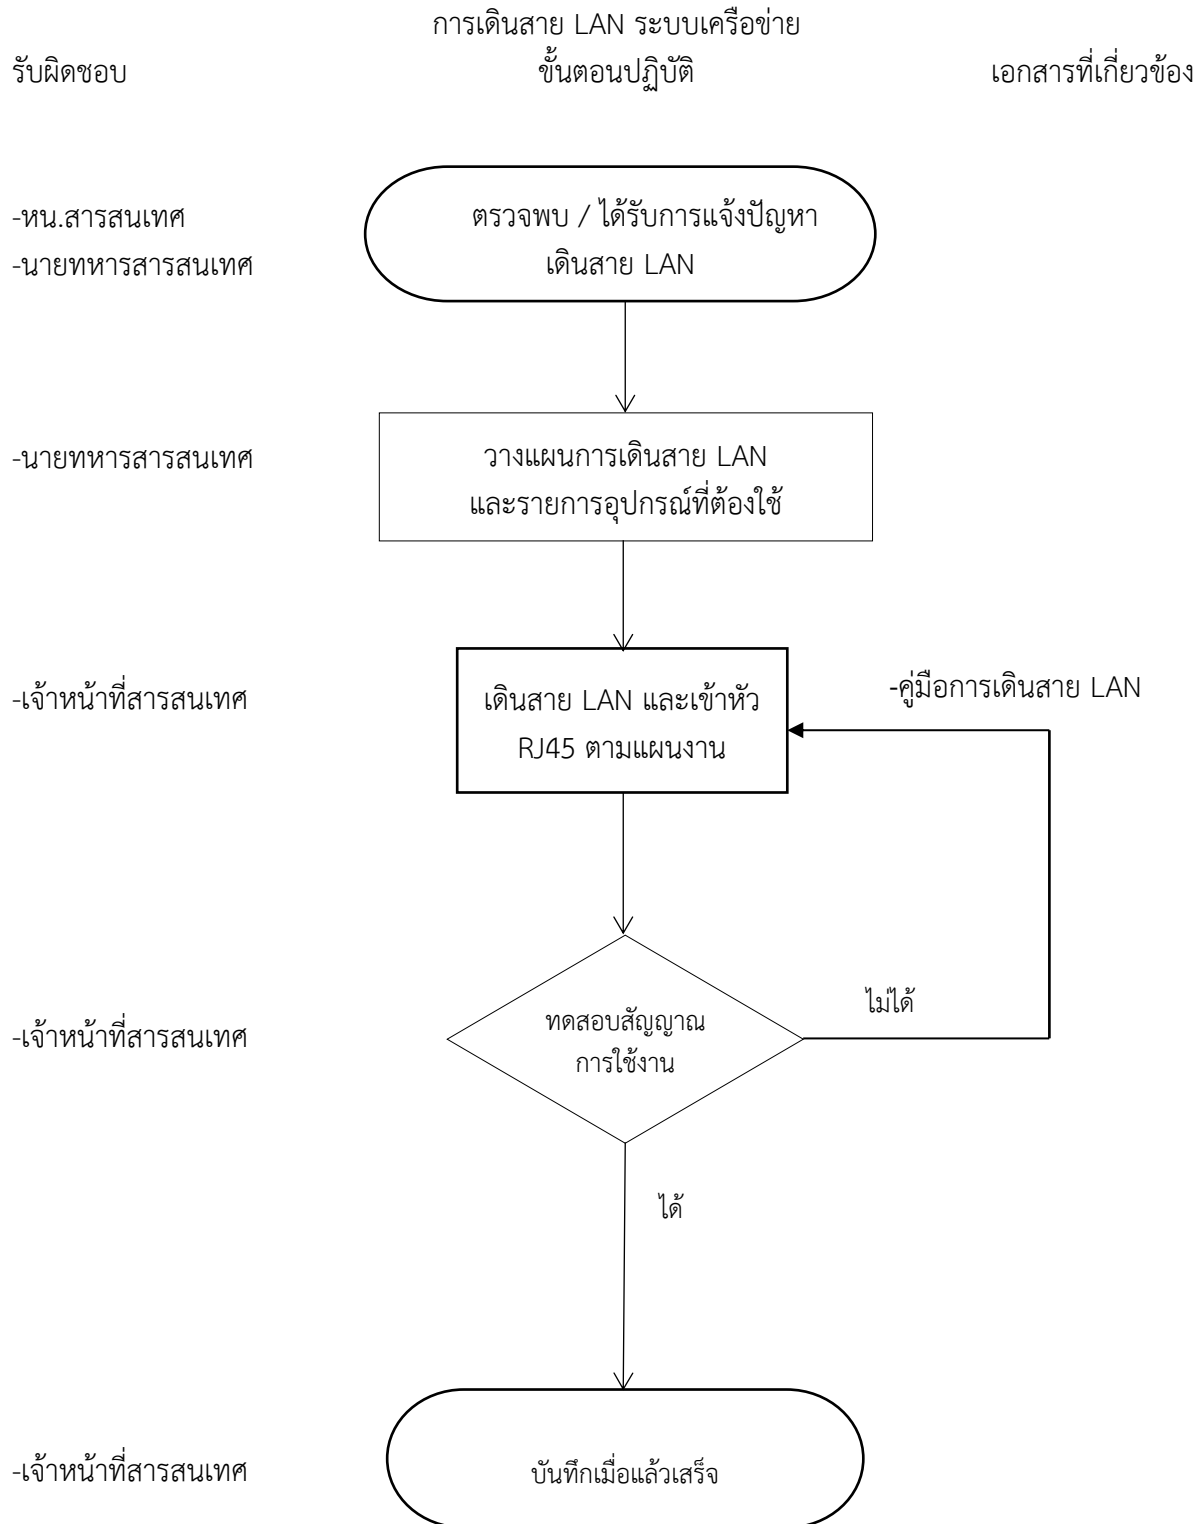 การเดินสาย LAN ระบบเครือข่าย
รับผิดชอบ
ขั้นตอนปฏิบัติ
เอกสารที่เกี่ยวข้อง
-หน.สารสนเทศ
-นายทหารสารสนเทศ
ตรวจพบ / ได้รับการแจ้งปัญหา
เดินสาย LAN
-นายทหารสารสนเทศ
วางแผนการเดินสาย LAN
และรายการอุปกรณ์ที่ต้องใช้
-เจ้าหน้าที่สารสนเทศ
เดินสาย LAN และเข้าหัว
RJ45 ตามแผนงาน
-คู่มือการเดินสาย LAN
-เจ้าหน้าที่สารสนเทศ
ทดสอบสัญญาณ
การใช้งาน
ไม่ได้
ได้
-เจ้าหน้าที่สารสนเทศ
บันทึกเมื่อแล้วเสร็จ